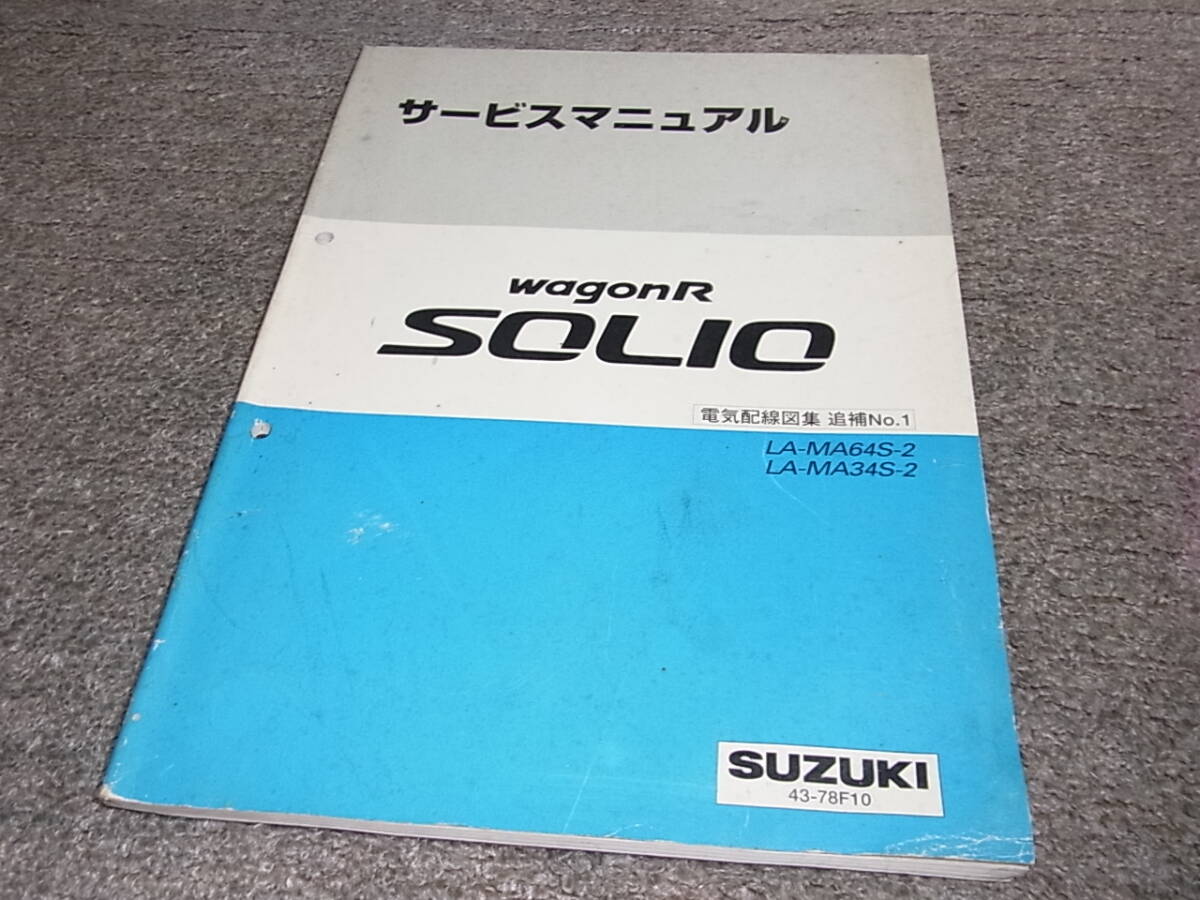 サービスマニュアル
wagonR
SOLIO
電気配線図集 追補No.1
LA-MA64S-2
LA-MA34S-2
SUZUKI
43-78F10